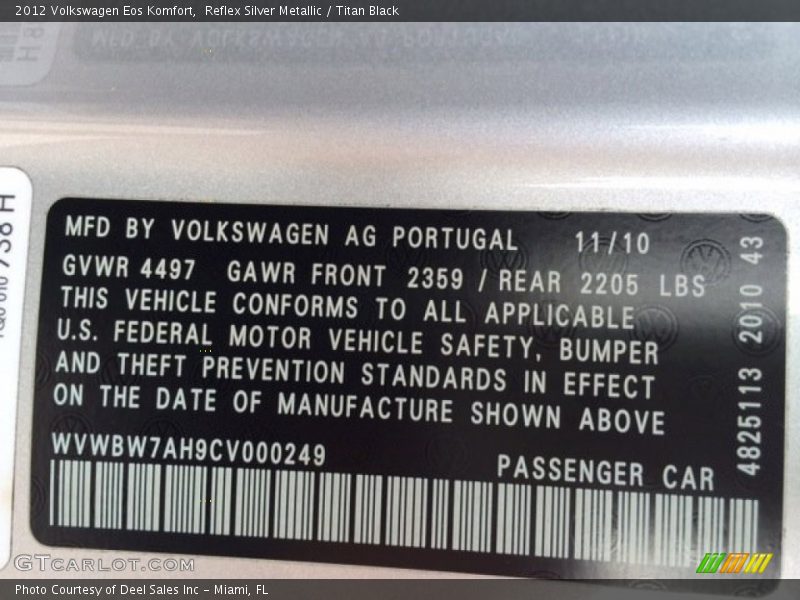 2012 Volkswagen Eos Komfort,  Reflex Silver Metallic / Titan Black
MFD BY VOLKSWAGEN AG PORTUGAL 11/10
GVWR 4497 GAWR FRONT 2359 / REAR 2205 LBS
THIS VEHICLE CONFORMS TO ALL APPLICABLE
U.S. FEDERAL MOTOR VEHICLE SAFETY, BUMPER
AND THEFT PREVENTION STANDARDS IN EFFECT
ON THE DATE OF MANUFACTURE SHOWN ABOVE
WVWBW7AH9CV000249
PASSENGER CAR
4825113 2010 43
GTCARLOT.COM
Photo Courtesy of Deel Sales Inc – Miami, FL